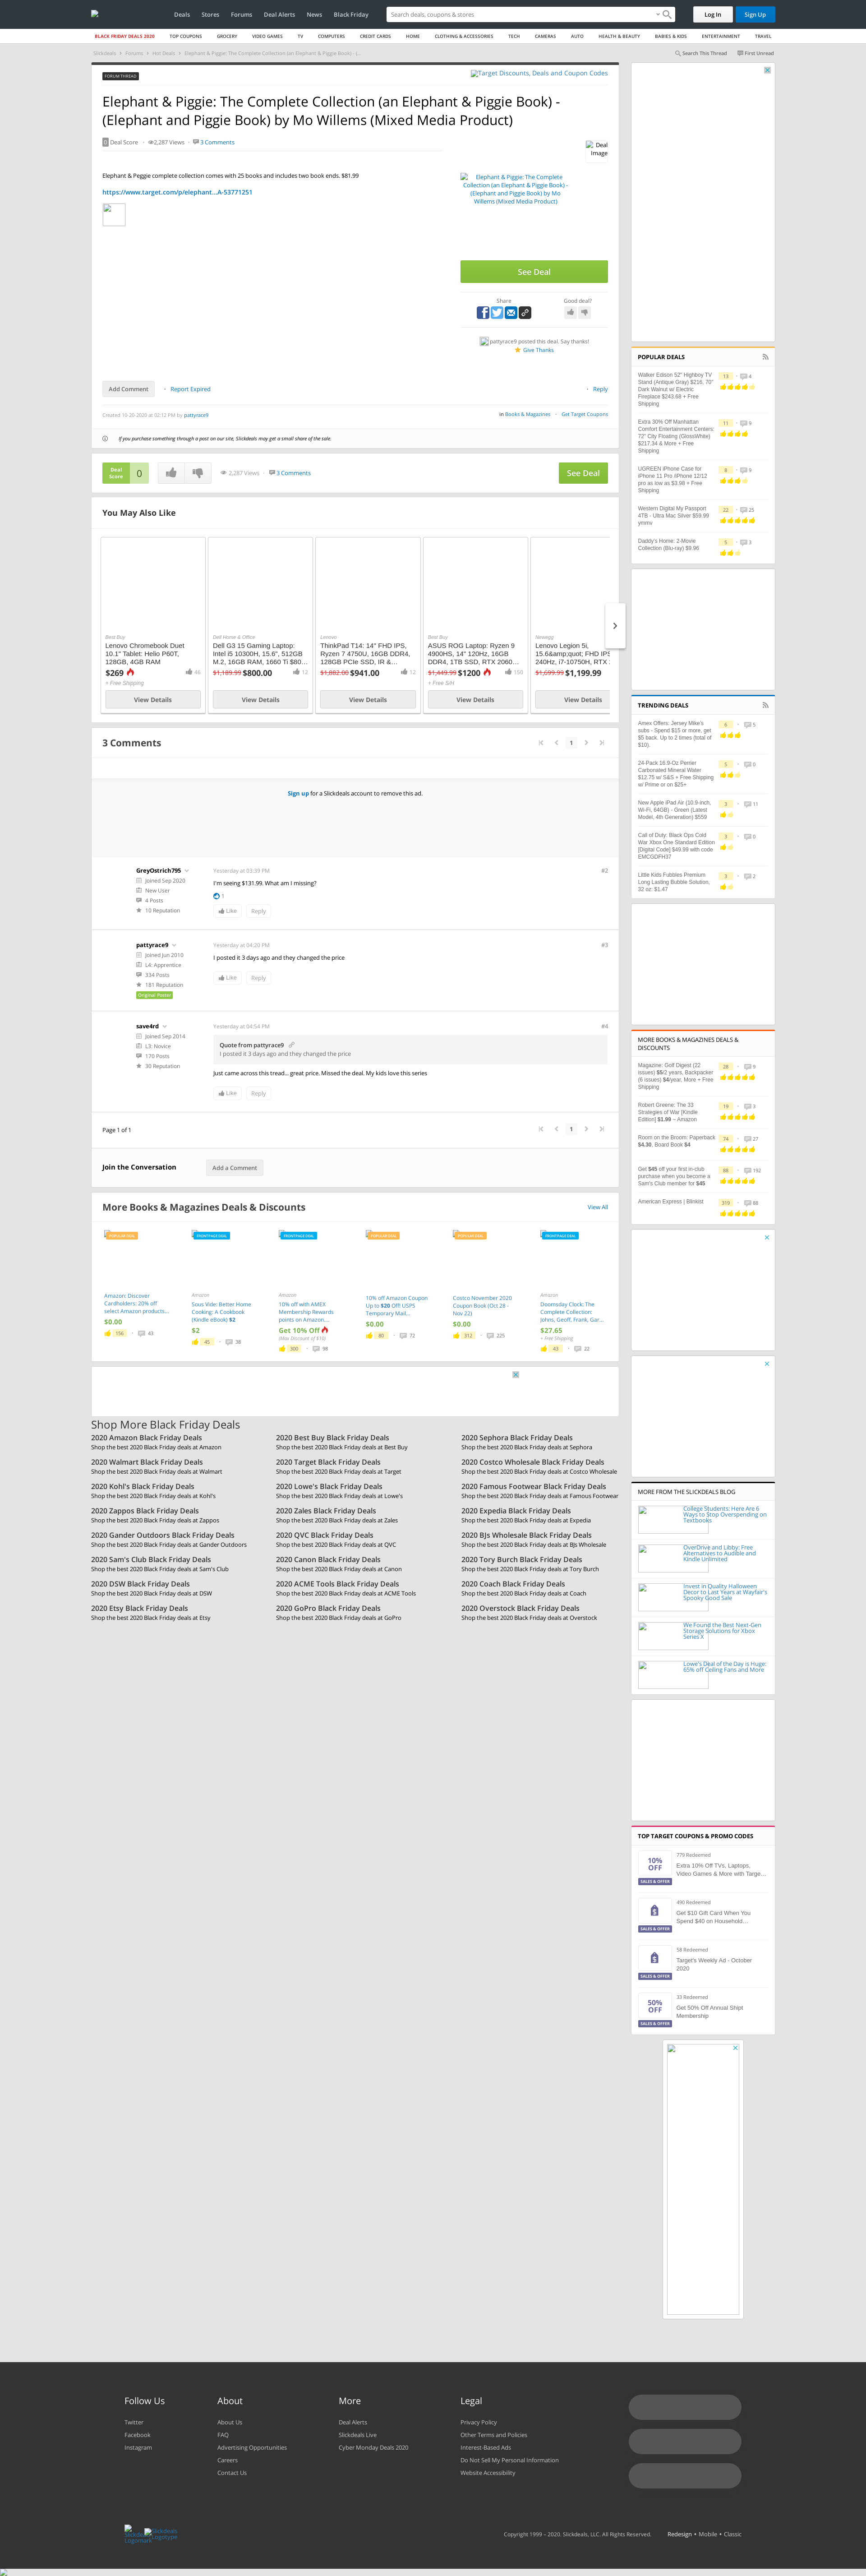 Deals Stores Forums Deal Alerts News Black Friday
Search deals, coupons & stores
Log In
Sign Up
BLACK FRIDAY DEALS 2020 TOP COUPONS GROCERY VIDEO GAMES TV COMPUTERS CREDIT CARDS HOME CLOTHING & ACCESSORIES TECH CAMERAS AUTO HEALTH & BEAUTY BABIES & KIDS ENTERTAINMENT TRAVEL
Slickdeals Forums Hot Deals Elephant & Piggie: The Complete Collection (an Elephant & Piggie Book) - (...
Search This Thread First Unread
FORUM THREAD
Target Discounts, Deals and Coupon Codes
Elephant & Piggie: The Complete Collection (an Elephant & Piggie Book) -
(Elephant and Piggie Book) by Mo Willems (Mixed Media Product)
0 Deal Score 2,287 Views 3 Comments
Deal
Image
Elephant & Peggie complete collection comes with 25 books and includes two book ends. $81.99
https://www.target.com/p/elephant...A-53771251
Elephant & Piggie: The Complete
Collection (an Elephant & Piggie Book) -
(Elephant and Piggie Book) by Mo
Willems (Mixed Media Product)
See Deal
Share
Good deal?
pattyrace9 posted this deal. Say thanks!
Give Thanks
Add Comment
Report Expired
Reply
Created 10-26-2020 at 02:12 PM by pattyrace9
in Books & Magazines Get Target Coupons
If you purchase something through a post on our site, Slickdeals may get a small share of the sale.
Deal
Score
0
2,287 Views 3 Comments
See Deal
You May Also Like
Best Buy
Lenovo Chromebook Duet
10.1" Tablet: Helio P60T,
128GB, 4GB RAM
$269
46
+ Free Shipping
View Details
Dell Home & Office
Dell G3 15 Gaming Laptop:
Intel i5 10300H, 15.6", 512GB
M.2, 16GB RAM, 1660 Ti $80...
$1,189.99 $800.00
12
View Details
Lenovo
ThinkPad T14: 14" FHD IPS,
Ryzen 7 4750U, 16GB DDR4,
128GB PCIe SSD, IR &...
$1,882.00 $941.00
12
View Details
Best Buy
ASUS ROG Laptop: Ryzen 9
4900HS, 14" 120Hz, 16GB
DDR4, 1TB SSD, RTX 2060...
$1,449.99 $1200
150
+ Free S/H
View Details
Newegg
Lenovo Legion 5i,
15.6&amp;quot; FHD IPS
240Hz, i7-10750H, RTX
$1,699.99 $1,199.99
View Details
3 Comments
1
Sign up for a Slickdeals account to remove this ad.
GreyOstrich795
Joined Sep 2020
New User
4 Posts
10 Reputation
Yesterday at 03:39 PM
#2
I'm seeing $131.99. What am I missing?
1
Like
Reply
pattyrace9
Joined Jun 2010
L4: Apprentice
334 Posts
181 Reputation
Original Poster
Yesterday at 04:20 PM
#3
I posted it 3 days ago and they changed the price
Like
Reply
save4rd
Joined Sep 2014
L3: Novice
170 Posts
30 Reputation
Yesterday at 04:54 PM
#4
Quote from pattyrace9
I posted it 3 days ago and they changed the price
Just came across this tread... great price. Missed the deal. My kids love this series
Like
Reply
Page 1 of 1
1
Join the Conversation
Add a Comment
More Books & Magazines Deals & Discounts
View All
POPULAR DEAL
Amazon: Discover
Cardholders: 20% off
select Amazon products...
$0.00
156
43
FRONTPAGE DEAL
Amazon
Sous Vide: Better Home
Cooking: A Cookbook
(Kindle eBook) $2
$2
45
38
FRONTPAGE DEAL
Amazon
10% off with AMEX
Membership Rewards
points on Amazon....
Get 10% Off
(Max Discount of $15)
300
98
POPULAR DEAL
10% off Amazon Coupon
Up to $20 Off! USPS
Temporary Mail...
$0.00
80
72
POPULAR DEAL
Costco November 2020
Coupon Book (Oct 28 -
Nov 22)
$0.00
312
225
FRONTPAGE DEAL
Amazon
Doomsday Clock: The
Complete Collection:
Johns, Geoff, Frank, Gar...
$27.65
+ Free Shipping
43
22
Shop More Black Friday Deals
2020 Amazon Black Friday Deals
Shop the best 2020 Black Friday deals at Amazon
2020 Best Buy Black Friday Deals
Shop the best 2020 Black Friday deals at Best Buy
2020 Sephora Black Friday Deals
Shop the best 2020 Black Friday deals at Sephora
2020 Walmart Black Friday Deals
Shop the best 2020 Black Friday deals at Walmart
2020 Target Black Friday Deals
Shop the best 2020 Black Friday deals at Target
2020 Costco Wholesale Black Friday Deals
Shop the best 2020 Black Friday deals at Costco Wholesale
2020 Kohl's Black Friday Deals
Shop the best 2020 Black Friday deals at Kohl's
2020 Lowe's Black Friday Deals
Shop the best 2020 Black Friday deals at Lowe's
2020 Famous Footwear Black Friday Deals
Shop the best 2020 Black Friday deals at Famous Footwear
2020 Zappos Black Friday Deals
Shop the best 2020 Black Friday deals at Zappos
2020 Zales Black Friday Deals
Shop the best 2020 Black Friday deals at Zales
2020 Expedia Black Friday Deals
Shop the best 2020 Black Friday deals at Expedia
2020 Gander Outdoors Black Friday Deals
Shop the best 2020 Black Friday deals at Gander Outdoors
2020 QVC Black Friday Deals
Shop the best 2020 Black Friday deals at QVC
2020 BJs Wholesale Black Friday Deals
Shop the best 2020 Black Friday deals at BJs Wholesale
2020 Sam's Club Black Friday Deals
Shop the best 2020 Black Friday deals at Sam's Club
2020 Canon Black Friday Deals
Shop the best 2020 Black Friday deals at Canon
2020 Tory Burch Black Friday Deals
Shop the best 2020 Black Friday deals at Tory Burch
2020 DSW Black Friday Deals
Shop the best 2020 Black Friday deals at DSW
2020 ACME Tools Black Friday Deals
Shop the best 2020 Black Friday deals at ACME Tools
2020 Coach Black Friday Deals
Shop the best 2020 Black Friday deals at Coach
2020 Etsy Black Friday Deals
Shop the best 2020 Black Friday deals at Etsy
2020 GoPro Black Friday Deals
Shop the best 2020 Black Friday deals at GoPro
2020 Overstock Black Friday Deals
Shop the best 2020 Black Friday deals at Overstock
POPULAR DEALS
Walker Edison 52" Highboy TV
Stand (Antique Gray) $216, 70"
Dark Walnut w/ Electric
Fireplace $243.68 + Free
Shipping
13
4
Extra 30% Off Manhattan
Comfort Entertainment Centers:
72" City Floating (GlossWhite)
$217.34 & More + Free
Shipping
11
9
UGREEN iPhone Case for
iPhone 11 Pro /iPhone 12/12
pro as low as $3.98 + Free
Shipping
8
9
Western Digital My Passport
4TB - Ultra Mac Silver $59.99
ymmv
22
25
Daddy's Home: 2-Movie
Collection (Blu-ray) $9.96
5
3
TRENDING DEALS
Amex Offers: Jersey Mike's
subs - Spend $15 or more, get
$5 back. Up to 2 times (total of
$10).
6
5
24-Pack 16.9-Oz Perrier
Carbonated Mineral Water
$12.75 w/ S&S + Free Shipping
w/ Prime or on $25+
5
0
New Apple iPad Air (10.9-inch,
Wi-Fi, 64GB) - Green (Latest
Model, 4th Generation) $559
3
11
Call of Duty: Black Ops Cold
War Xbox One Standard Edition
[Digital Code] $49.99 with code
EMCGDFH37
3
0
Little Kids Fubbles Premium
Long Lasting Bubble Solution,
32 oz: $1.47
3
2
MORE BOOKS & MAGAZINES DEALS &
DISCOUNTS
Magazine: Golf Digest (22
issues) $5/2 years, Backpacker
(6 issues) $4/year, More + Free
Shipping
28
9
Robert Greene: The 33
Strategies of War [Kindle
Edition] $1.99 ~ Amazon
19
3
Room on the Broom: Paperback
$4.30, Board Book $4
74
27
Get $45 off your first in-club
purchase when you become a
Sam's Club member for $45
88
192
American Express | Blinkist
319
88
MORE FROM THE SLICKDEALS BLOG
College Students: Here Are 6
Ways to Stop Overspending on
Textbooks
OverDrive and Libby: Free
Alternatives to Audible and
Kindle Unlimited
Invest in Quality Halloween
Decor to Last Years at Wayfair's
Spooky Good Sale
We Found the Best Next-Gen
Storage Solutions for Xbox
Series X
Lowe's Deal of the Day is Huge:
65% off Ceiling Fans and More
TOP TARGET COUPONS & PROMO CODES
10%
OFF
SALES & OFFER
779 Redeemed
Extra 10% Off TVs, Laptops,
Video Games & More with Targe...
SALES & OFFER
490 Redeemed
Get $10 Gift Card When You
Spend $40 on Household...
SALES & OFFER
58 Redeemed
Target's Weekly Ad - October
2020
50%
OFF
SALES & OFFER
33 Redeemed
Get 50% Off Annual Shipt
Membership
Follow Us
Twitter
Facebook
Instagram
About
About Us
FAQ
Advertising Opportunities
Careers
Contact Us
More
Deal Alerts
Slickdeals Live
Cyber Monday Deals 2020
Legal
Privacy Policy
Other Terms and Policies
Interest-Based Ads
Do Not Sell My Personal Information
Website Accessibility
Slickdeals
Logotype
Copyright 1999 - 2020. Slickdeals, LLC. All Rights Reserved.
Redesign • Mobile • Classic